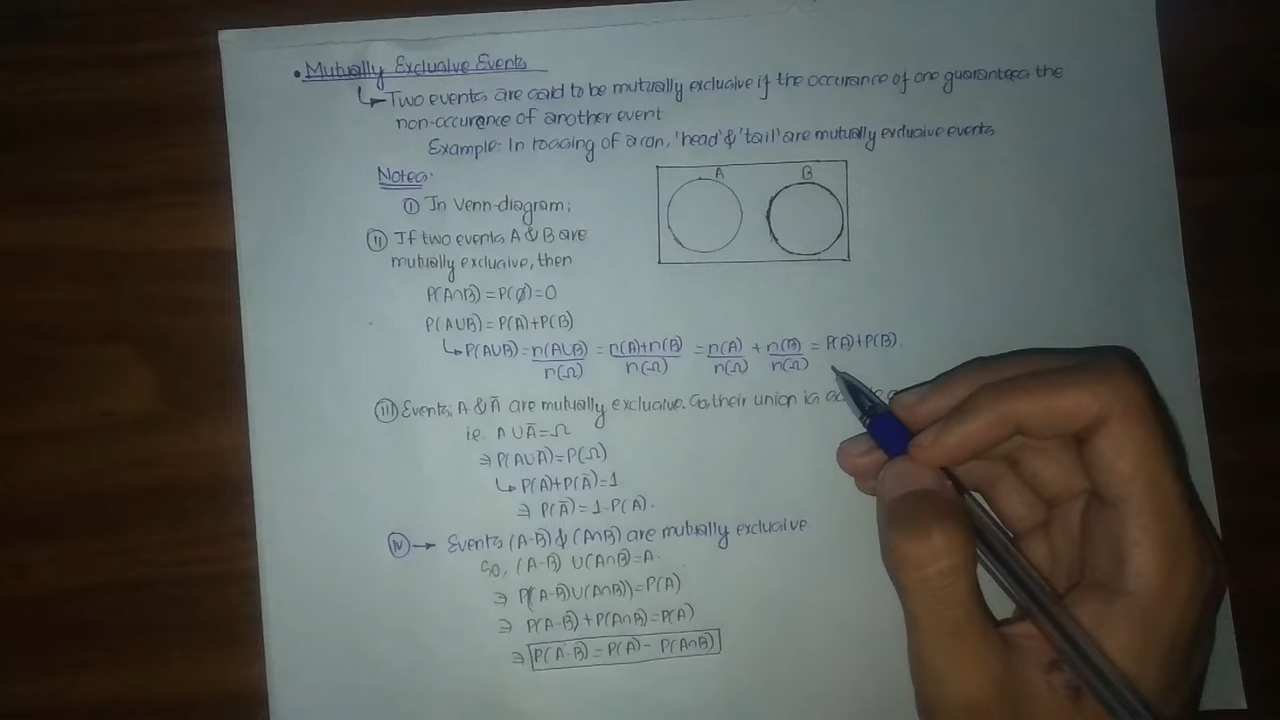 • Mutually Exclusive Events
↳ Two events are said to be mutually exclusive if the occurance of one guarantees the
non-occurence of another event
Example: In tossing of a coin, 'head' & 'tail' are mutually exclusive events
Notes:
① In Venn-diagram;
A B
ⅠⅠ If two events A & B are
mutually exclusive, then
P(A∩B) = P(∅) = 0
P(A∪B) = P(A)+P(B)
↳ P(A∪B) = n(A∪B)/n(Ω) = n(A)+n(B)/n(Ω) = n(A)/n(Ω) + n(B)/n(Ω) = P(A)+P(B).
ⅠⅠⅠ Events A & Ā are mutually exclusive. So, their union is
ie. A∪Ā = Ω
⇒ P(A∪A) = P(Ω)
↳ P(A)+P(Ā) = 1
⇒ P(Ā) = 1-P(A).
ⅠV → Events (A-B) & (A∩B) are mutually exclusive
So, (A-B) ∪(A∩B) = A.
⇒ P((A-B)∪(A∩B)) = P(A)
⇒ P(A-B) + P(A∩B) = P(A)
⇒ P(A-B) = P(A) - P(A∩B)